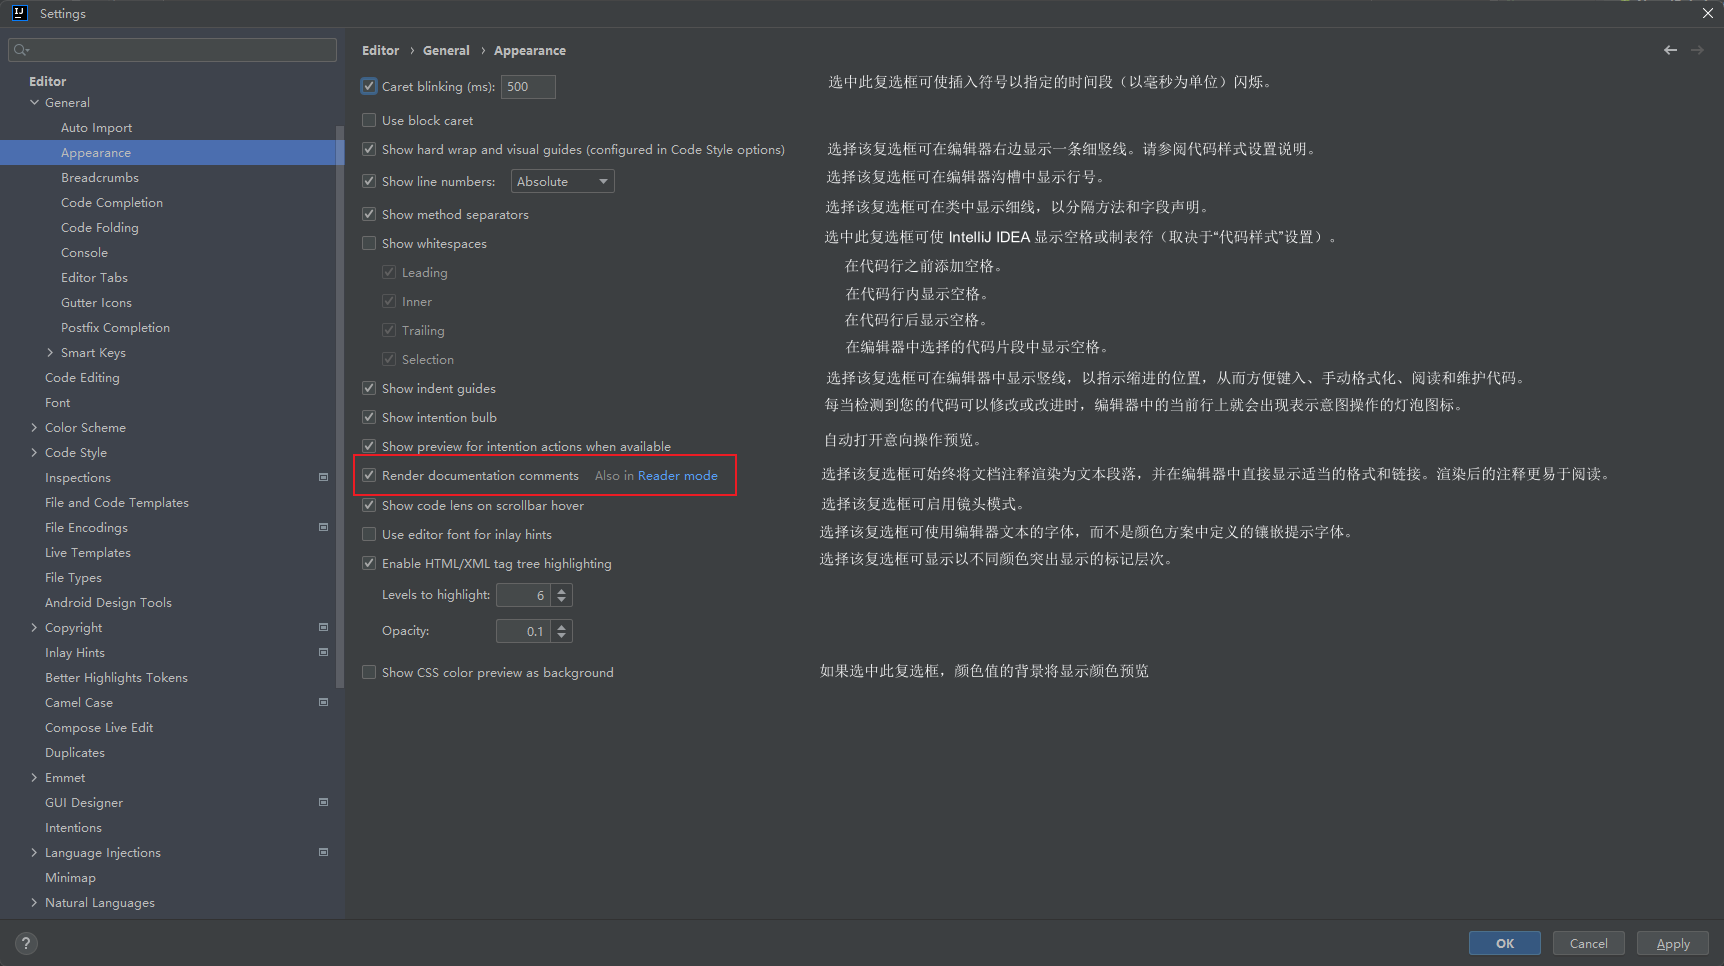 Settings
Editor
General
Auto Import
Appearance
Breadcrumbs
Code Completion
Code Folding
Console
Editor Tabs
Gutter Icons
Postfix Completion
Smart Keys
Code Editing
Font
Color Scheme
Code Style
Inspections
File and Code Templates
File Encodings
Live Templates
File Types
Android Design Tools
Copyright
Inlay Hints
Better Highlights Tokens
Camel Case
Compose Live Edit
Duplicates
Emmet
GUI Designer
Intentions
Language Injections
Minimap
Natural Languages
Editor › General › Appearance
Caret blinking (ms): 500 选中此复选框可使插入符号以指定的时间段（以毫秒为单位）闪烁。
Use block caret
Show hard wrap and visual guides (configured in Code Style options) 选择该复选框可在编辑器右边显示一条细竖线。请参阅代码样式设置说明。
Show line numbers: Absolute 选择该复选框可在编辑器沟槽中显示行号。
Show method separators 选择该复选框可在类中显示细线，以分隔方法和字段声明。
Show whitespaces 选中此复选框可使 IntelliJ IDEA 显示空格或制表符（取决于“代码样式”设置）。
Leading 在代码行之前添加空格。
Inner 在代码行内显示空格。
Trailing 在代码行后显示空格。
Selection 在编辑器中选择的代码片段中显示空格。
Show indent guides 选择该复选框可在编辑器中显示竖线，以指示缩进的位置，从而方便键入、手动格式化、阅读和维护代码。
Show intention bulb 每当检测到您的代码可以修改或改进时，编辑器中的当前行上就会出现表示意图操作的灯泡图标。
Show preview for intention actions when available 自动打开意向操作预览。
Render documentation comments Also in Reader mode 选择该复选框可始终将文档注释渲染为文本段落，并在编辑器中直接显示适当的格式和链接。渲染后的注释更易于阅读。
Show code lens on scrollbar hover 选择该复选框可启用镜头模式。
Use editor font for inlay hints 选择该复选框可使用编辑器文本的字体，而不是颜色方案中定义的镶嵌提示字体。
Enable HTML/XML tag tree highlighting 选择该复选框可显示以不同颜色突出显示的标记层次。
Levels to highlight: 6
Opacity: 0.1
Show CSS color preview as background 如果选中此复选框，颜色值的背景将显示颜色预览
? OK Cancel Apply